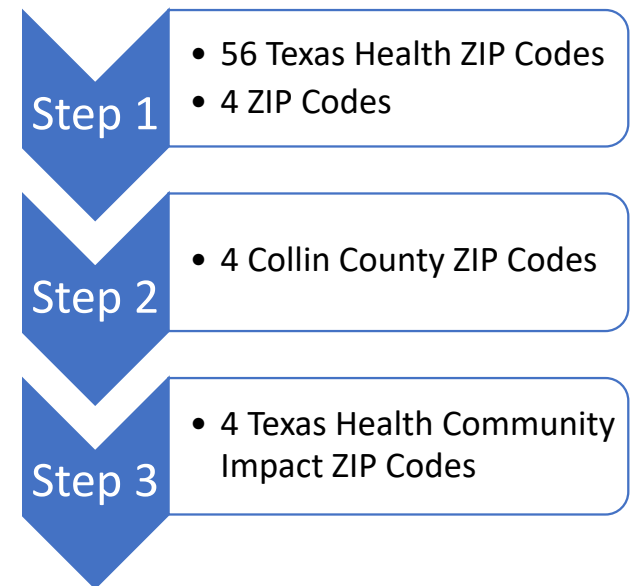 Step 1
• 56 Texas Health ZIP Codes
• 4 ZIP Codes
Step 2
• 4 Collin County ZIP Codes
Step 3
• 4 Texas Health Community
Impact ZIP Codes